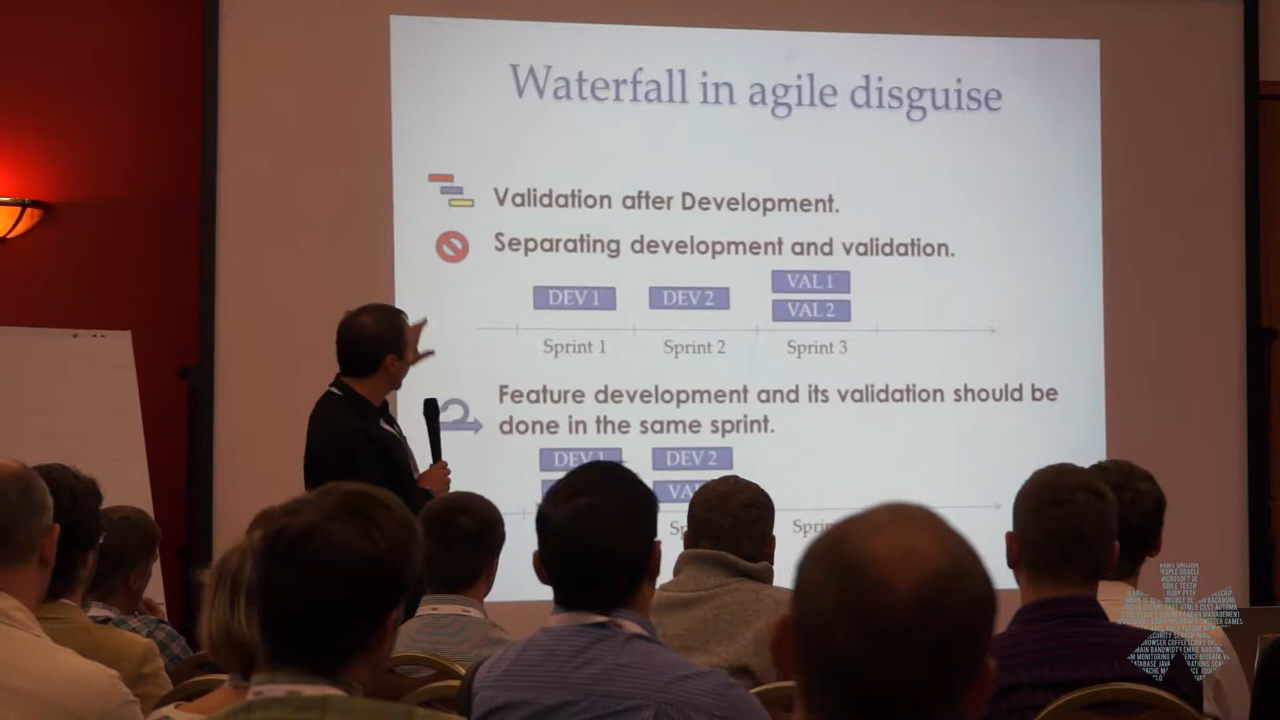 Waterfall in agile disguise
Validation after Development.
Separating development and validation.
DEV 1 DEV 2 VAL 1
VAL 2
Sprint 1 Sprint 2 Sprint 3
Feature development and its validation should be
done in the same sprint.
DEV 1 DEV 2